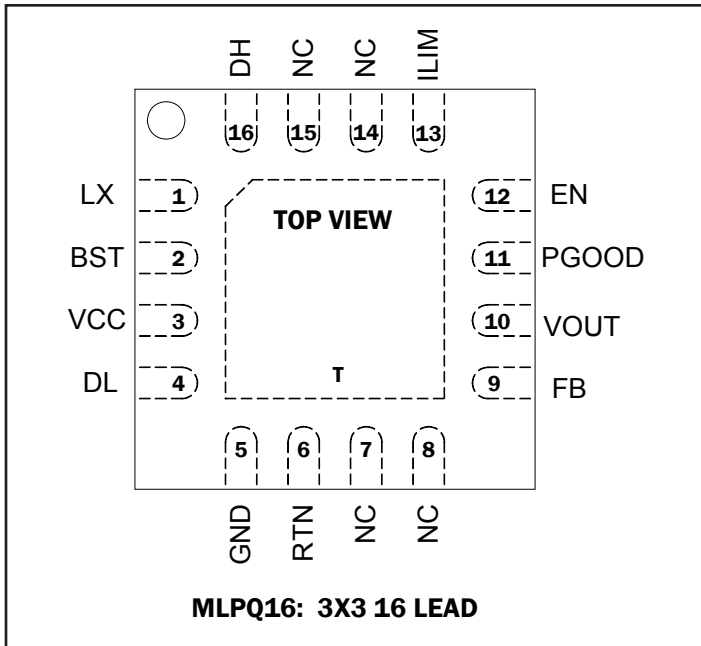 DH NC NC ILIM
16 15 14 13
LX 1 12 EN
TOP VIEW
BST 2 11 PGOOD
VCC 3 10 VOUT
DL 4 T 9 FB
5 6 7 8
GND RTN NC NC
MLPQ16: 3X3 16 LEAD